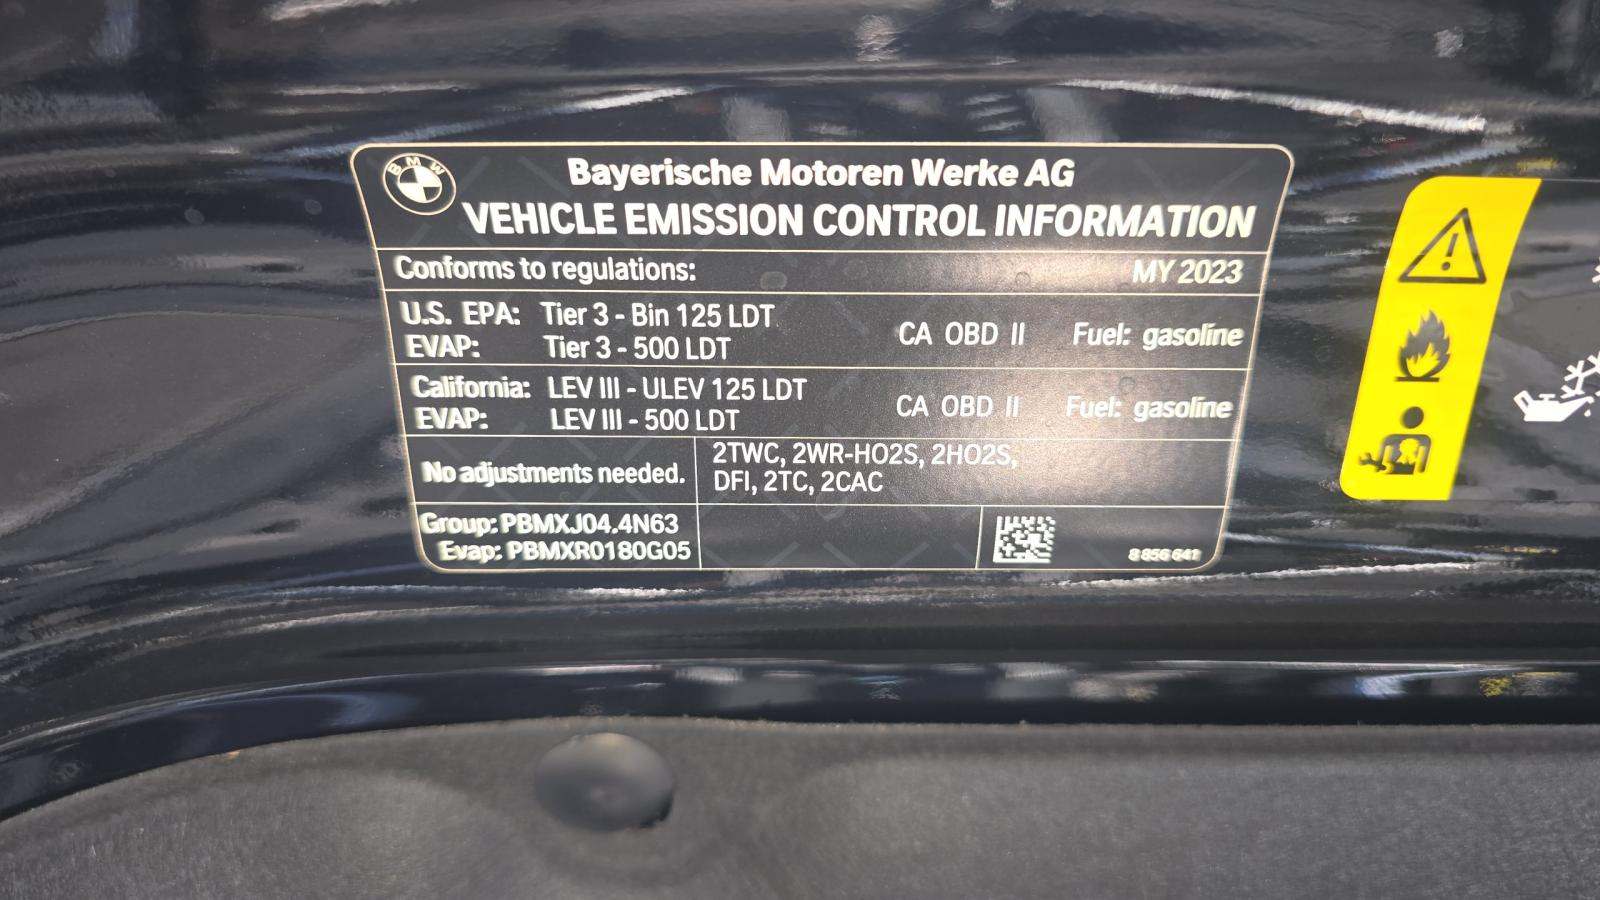 BMW
Bayerische Motoren Werke AG
VEHICLE EMISSION CONTROL INFORMATION
Conforms to regulations: MY 2023
U.S. EPA: Tier 3 - Bin 125 LDT
EVAP: Tier 3 - 500 LDT
CA OBD II Fuel: gasoline
California: LEV III - ULEV 125 LDT
EVAP: LEV III - 500 LDT
CA OBD II Fuel: gasoline
No adjustments needed.
2TWC, 2WR-HO2S, 2HO2S,
DFI, 2TC, 2CAC
Group: PBMXJ04.4N63
Evap: PBMXR0180G05
8 856 641